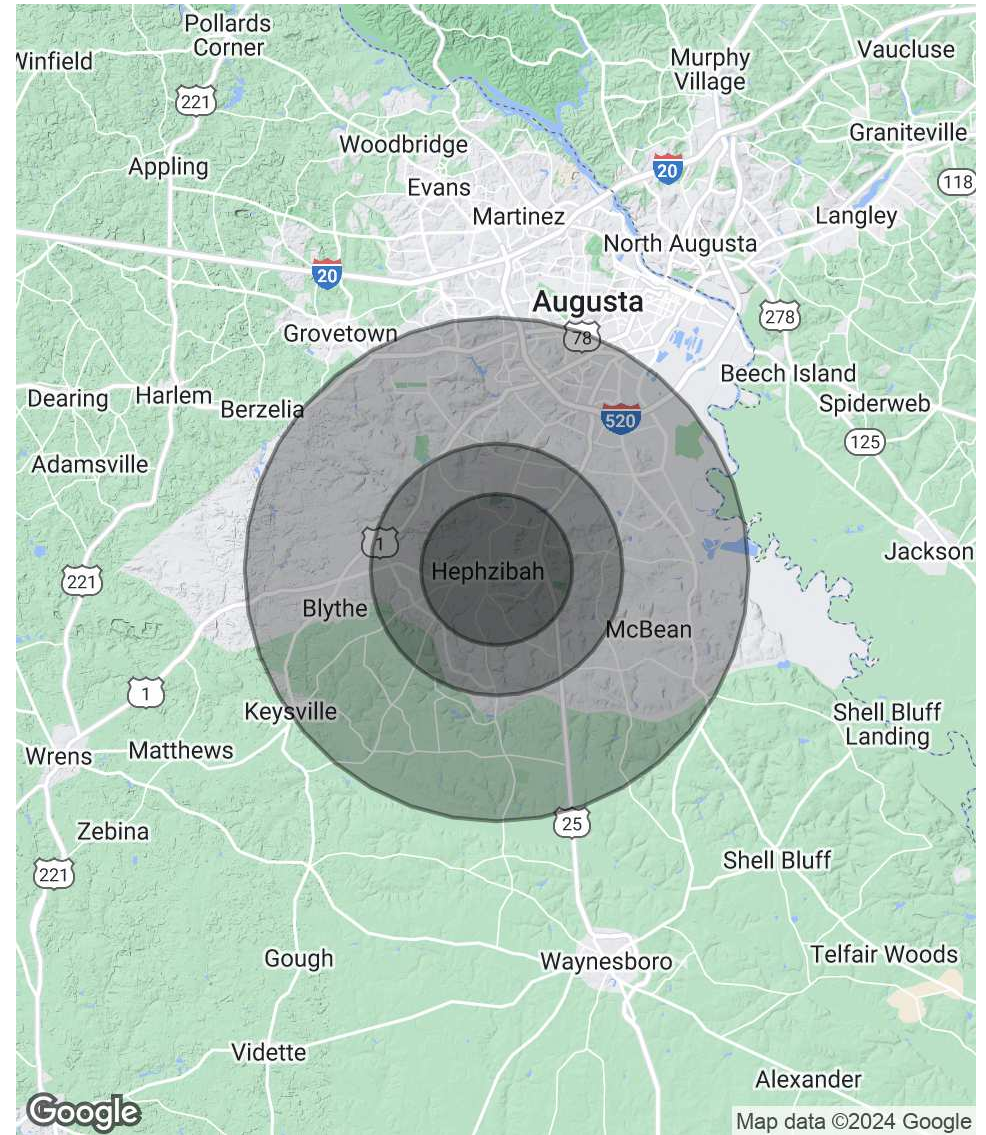 Pollards
Corner
Winfield
Murphy
Village
Vaucluse
221
Graniteville
Woodbridge
Appling
20
118
Evans
Martinez
Langley
North Augusta
20
Augusta
278
Grovetown
78
Beech Island
Dearing
Harlem
Berzelia
Spiderweb
520
125
Adamsville
1
Jackson
221
Hephzibah
Blythe
McBean
1
Keysville
Shell Bluff
Landing
Wrens
Matthews
Zebina
25
221
Shell Bluff
Gough
Waynesboro
Telfair Woods
Vidette
Alexander
Google
Map data ©2024 Google